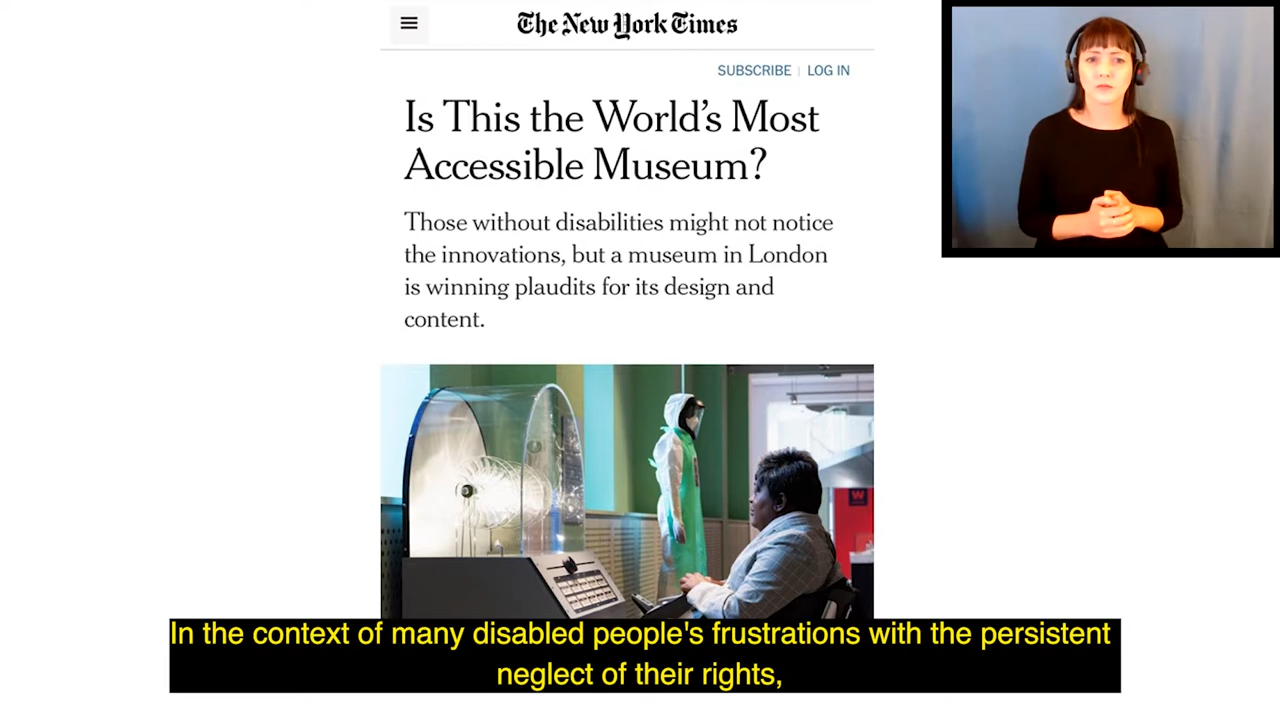 The New York Times
SUBSCRIBE | LOG IN
Is This the World's Most
Accessible Museum?
Those without disabilities might not notice
the innovations, but a museum in London
is winning plaudits for its design and
content.
W
In the context of many disabled people's frustrations with the persistent
neglect of their rights,